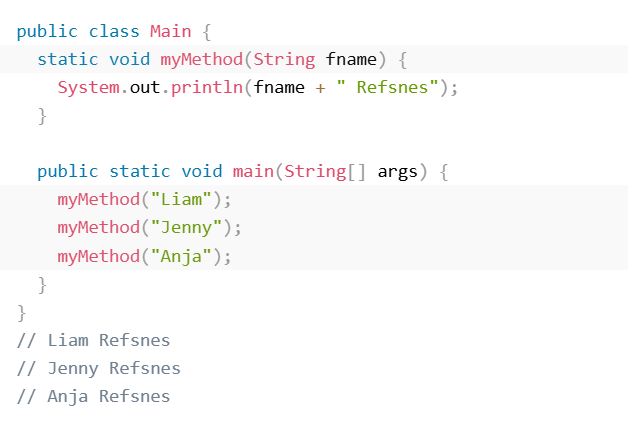 public class Main {
  static void myMethod(String fname) {
    System.out.println(fname + " Refsnes");
  }

  public static void main(String[] args) {
    myMethod("Liam");
    myMethod("Jenny");
    myMethod("Anja");
  }
}
// Liam Refsnes
// Jenny Refsnes
// Anja Refsnes